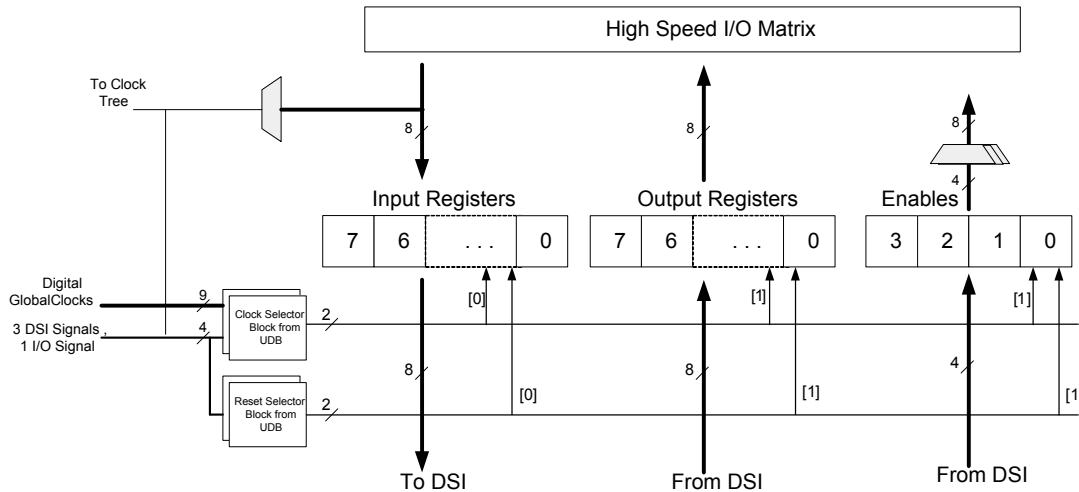 High Speed I/O Matrix
To Clock
Tree
8
8
8
4
Input Registers
Output Registers
Enables
7 6 . . . 0
7 6 . . . 0
3 2 1 0
Digital
GlobalClocks
9
Clock Selector
Block from
UDB
2
[0]
[1]
[1]
3 DSI Signals ,
1 I/O Signal
4
8
8
4
Reset Selector
Block from
UDB
2
[0]
[1]
[1
To DSI
From DSI
From DSI